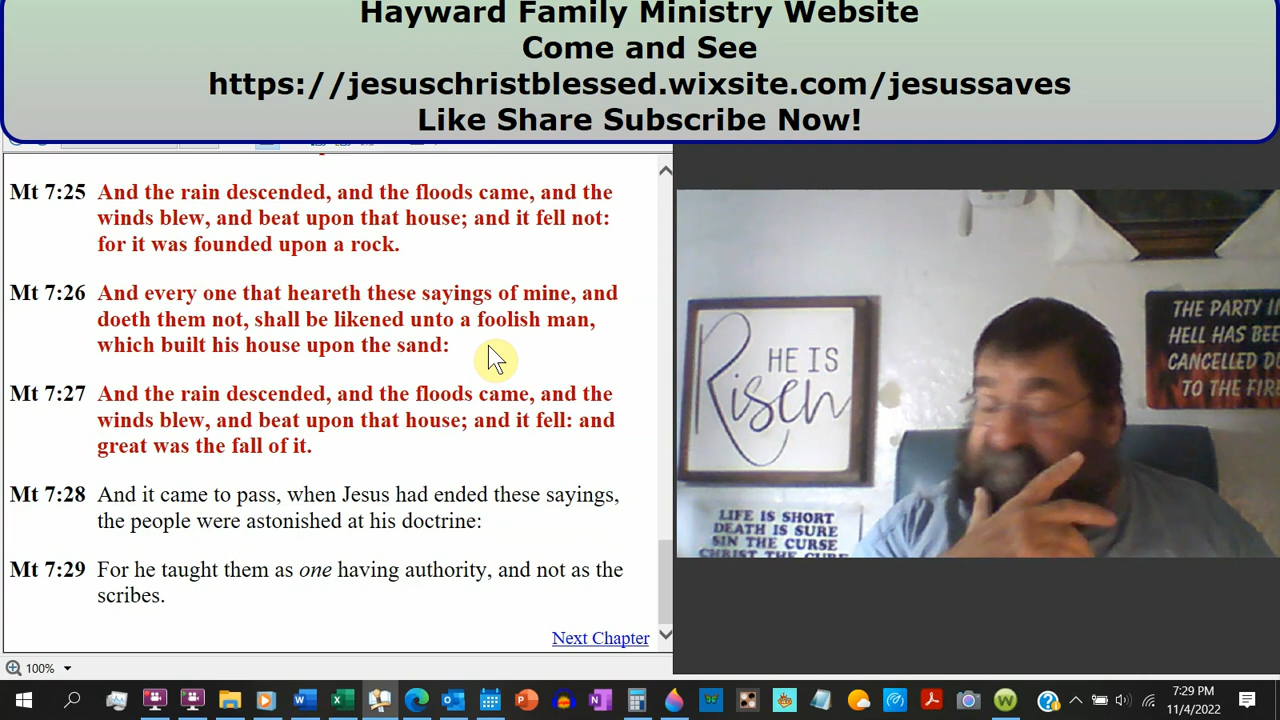 Hayward Family Ministry Website
Come and See
https://jesuschristblessed.wixsite.com/jesussaves
Like Share Subscribe Now!
Mt 7:25 And the rain descended, and the floods came, and the
winds blew, and beat upon that house; and it fell not:
for it was founded upon a rock.
Mt 7:26 And every one that heareth these sayings of mine, and
doeth them not, shall be likened unto a foolish man,
which built his house upon the sand:
Mt 7:27 And the rain descended, and the floods came, and the
winds blew, and beat upon that house; and it fell: and
great was the fall of it.
Mt 7:28 And it came to pass, when Jesus had ended these sayings,
the people were astonished at his doctrine:
Mt 7:29 For he taught them as one having authority, and not as the
scribes.
Next Chapter
100%
HE IS
Risen
LIFE IS SHORT
DEATH IS SURE
SIN THE CURSE
CHRIST THE CURE
THE PARTY I
HELL HAS BEE
CANCELLED D
TO THE FIR
7:29 PM
11/4/2022